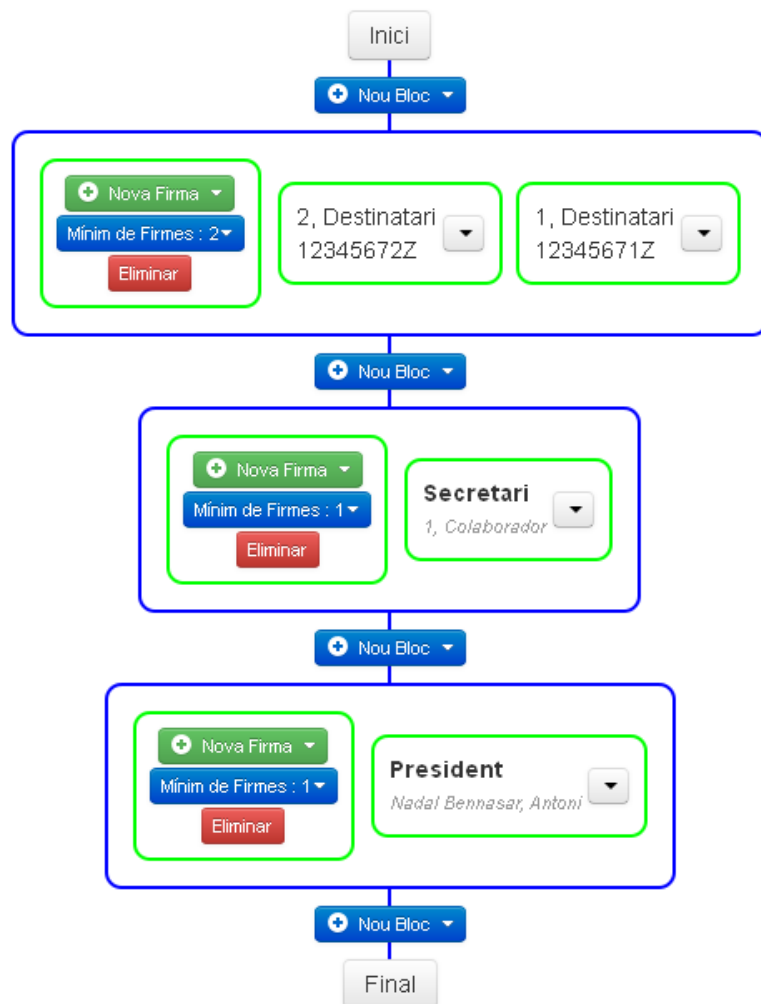 Inici
Nou Bloc
Nova Firma
Mínim de Firmes : 2
Eliminar
2, Destinatari
12345672Z
1, Destinatari
12345671Z
Nou Bloc
Nova Firma
Mínim de Firmes : 1
Eliminar
Secretari
1, Colaborador
Nou Bloc
Nova Firma
Mínim de Firmes : 1
Eliminar
President
Nadal Bennasar, Antoni
Nou Bloc
Final